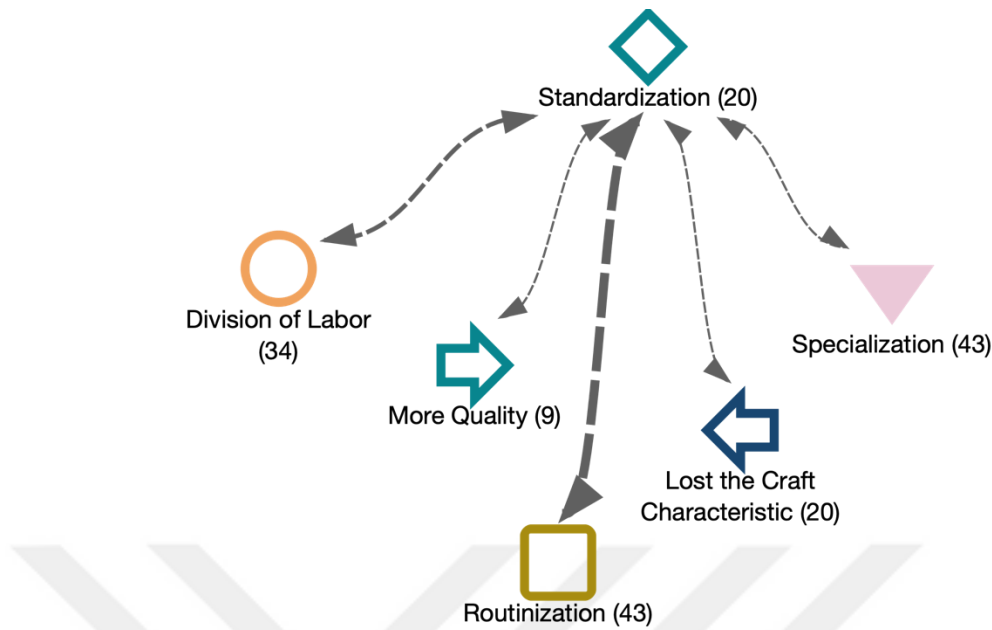 Standardization (20)
Division of Labor
(34)
Specialization (43)
More Quality (9)
Lost the Craft
Characteristic (20)
Routinization (43)